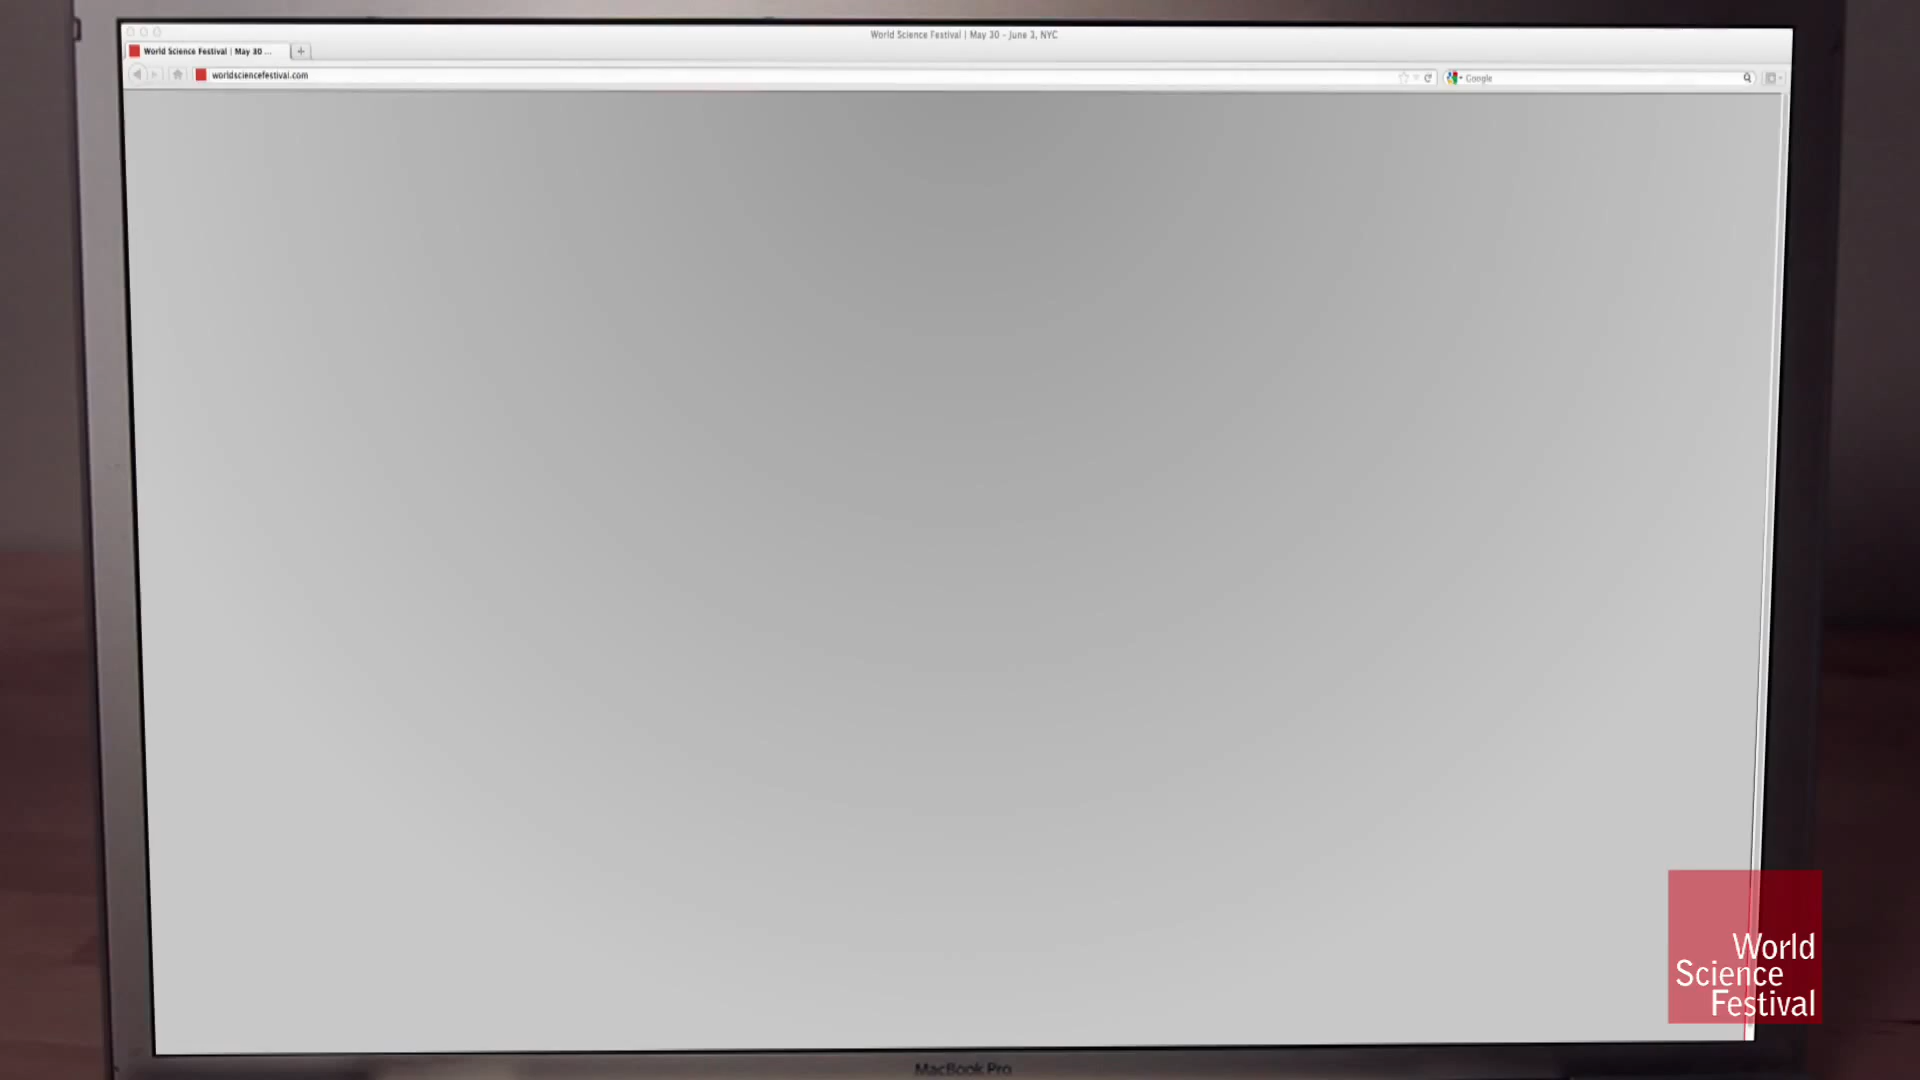 World Science Festival | May 30 - June 3, NYC
World Science Festival | May 30 ...
worldsciencefestival.com
Google
World
Science
Festival
MacBook Pro